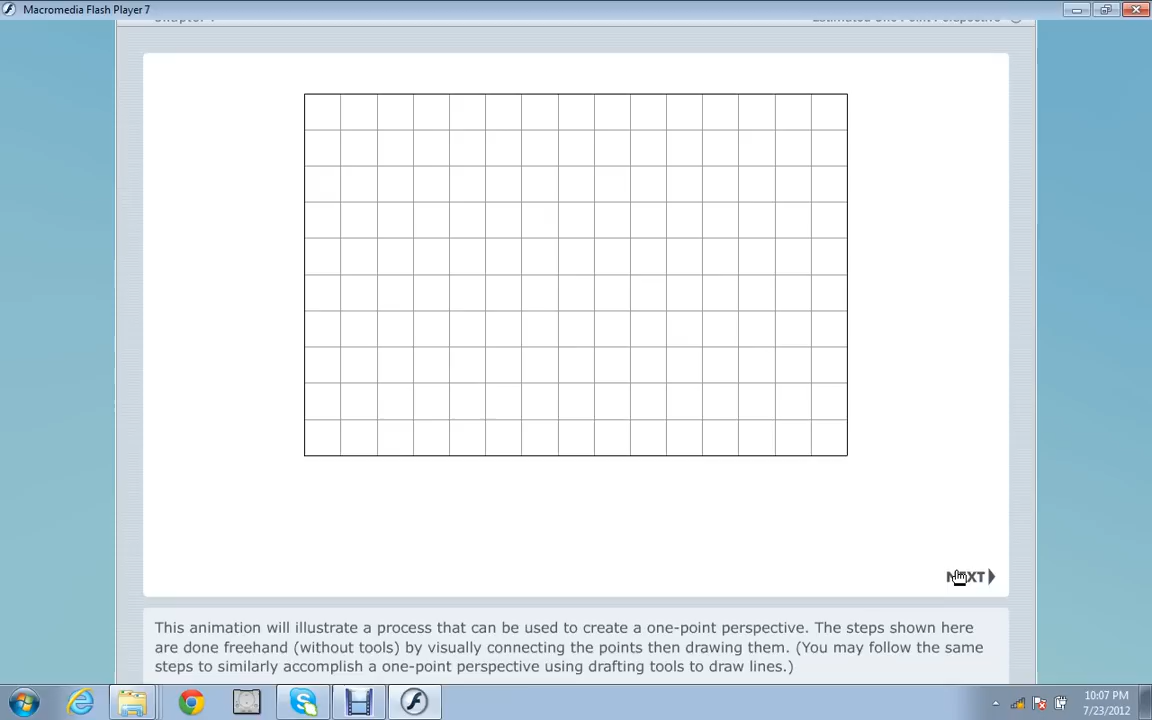 Macromedia Flash Player 7
NEXT
This animation will illustrate a process that can be used to create a one-point perspective. The steps shown here
are done freehand (without tools) by visually connecting the points then drawing them. (You may follow the same
steps to similarly accomplish a one-point perspective using drafting tools to draw lines.)
10:07 PM
7/23/2012